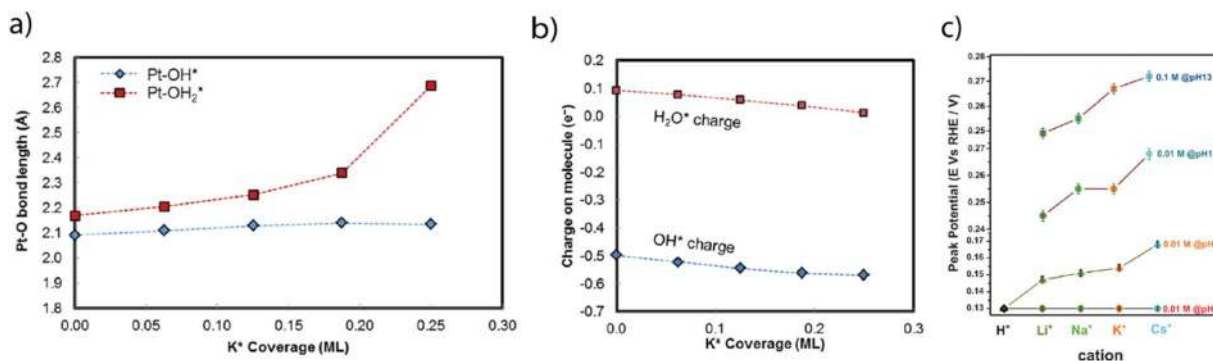 a)
2.8
2.7
2.6
2.5
2.4
2.3
2.2
2.1
2.0
1.9
1.8
Pt-O bond length (Å)
Pt-OH*
Pt-OH₂*
0.00 0.05 0.10 0.15 0.20 0.25 0.30
K* Coverage (ML)
b)
0.2
0.1
0.0
-0.1
-0.2
-0.3
-0.4
-0.5
-0.6
-0.7
Charge on molecule (e⁻)
H₂O* charge
OH* charge
0.0 0.1 0.2 0.3
K* Coverage (ML)
c)
0.28
0.26
0.25
0.27
0.26
0.25
0.24
0.17
0.15
0.14
0.13
Peak Potential (E Vs RHE / V)
0.1 M @pH13
0.01 M @pH1
0.01 M @pH
0.01 M @pH
H⁺ Li⁺ Na⁺ K⁺ Cs⁺
cation